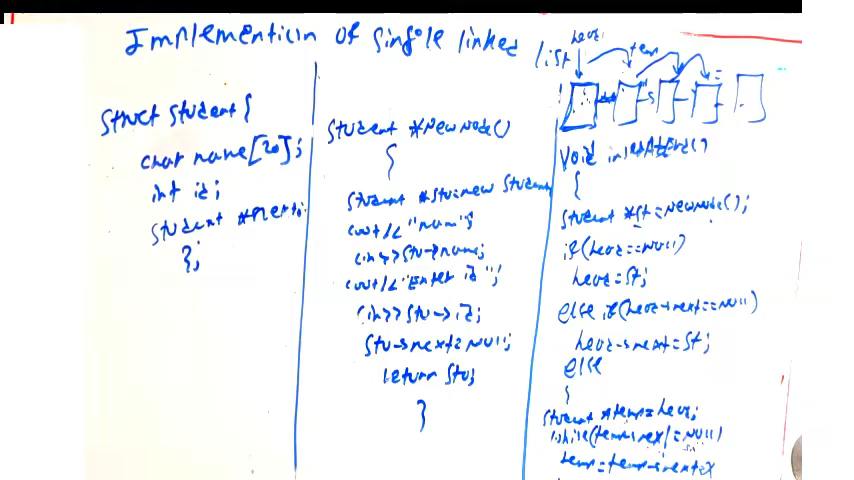 Implementicin of single linked list
Struct Student{
char name[20];
int id;
student *next;
};
Student *NewNode()
{
Student *stu=new Student
cout<<"nam";
cin>>stu->name;
cout<<"Enter id";
cin>>stu->id;
stu->next=NULL;
return stu;
}
head
temp
Void insertAtEnd()
{
Student *st=NewNode();
if(head==NULL)
head=st;
else if(head->next==NULL)
head->next=st;
else
{
Student *temp=head;
while(temp->next!=NULL)
temp=temp->next